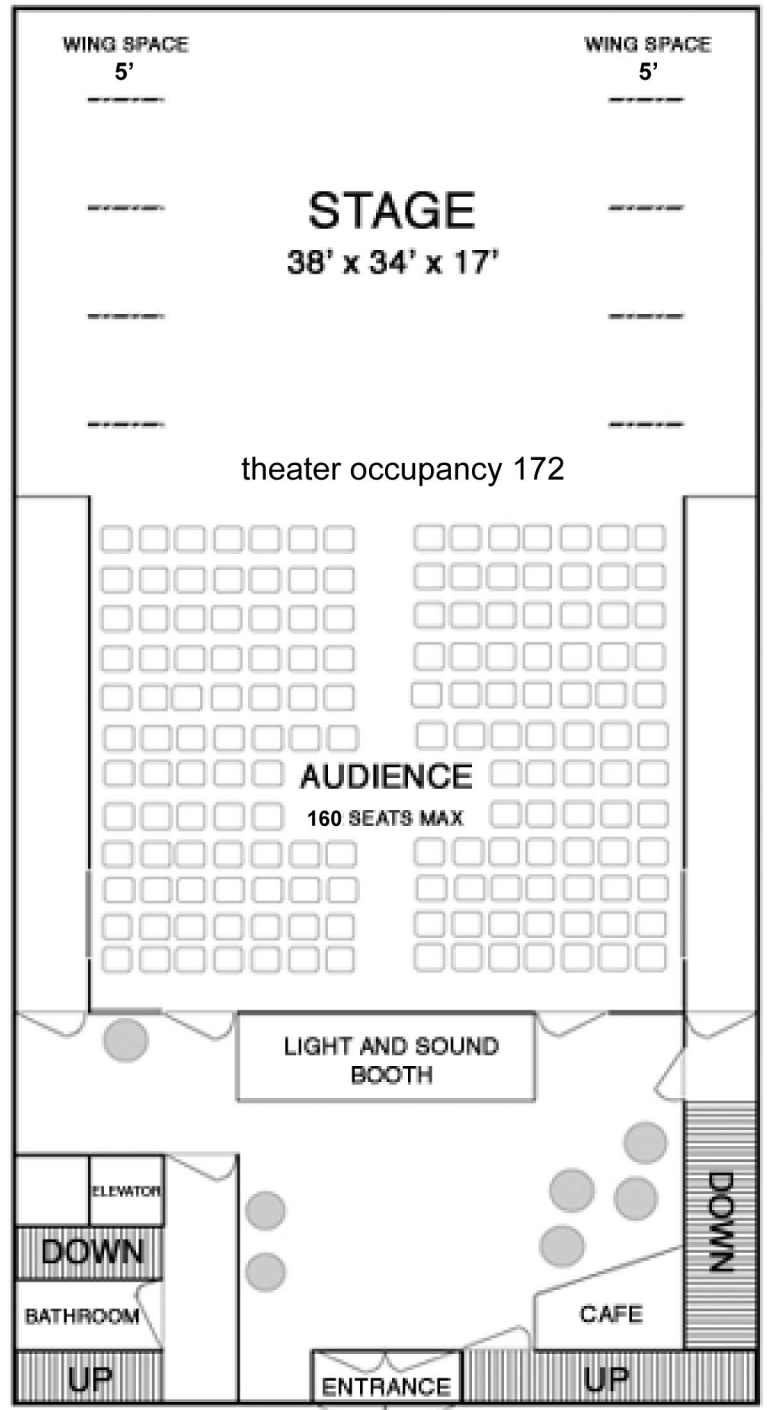 WING SPACE
5’
WING SPACE
5’
STAGE
38’ x 34’ x 17’
theater occupancy 172
AUDIENCE
160 SEATS MAX
LIGHT AND SOUND
BOOTH
ELEVATOR
DOWN
DOWN
BATHROOM
CAFE
UP
ENTRANCE
UP